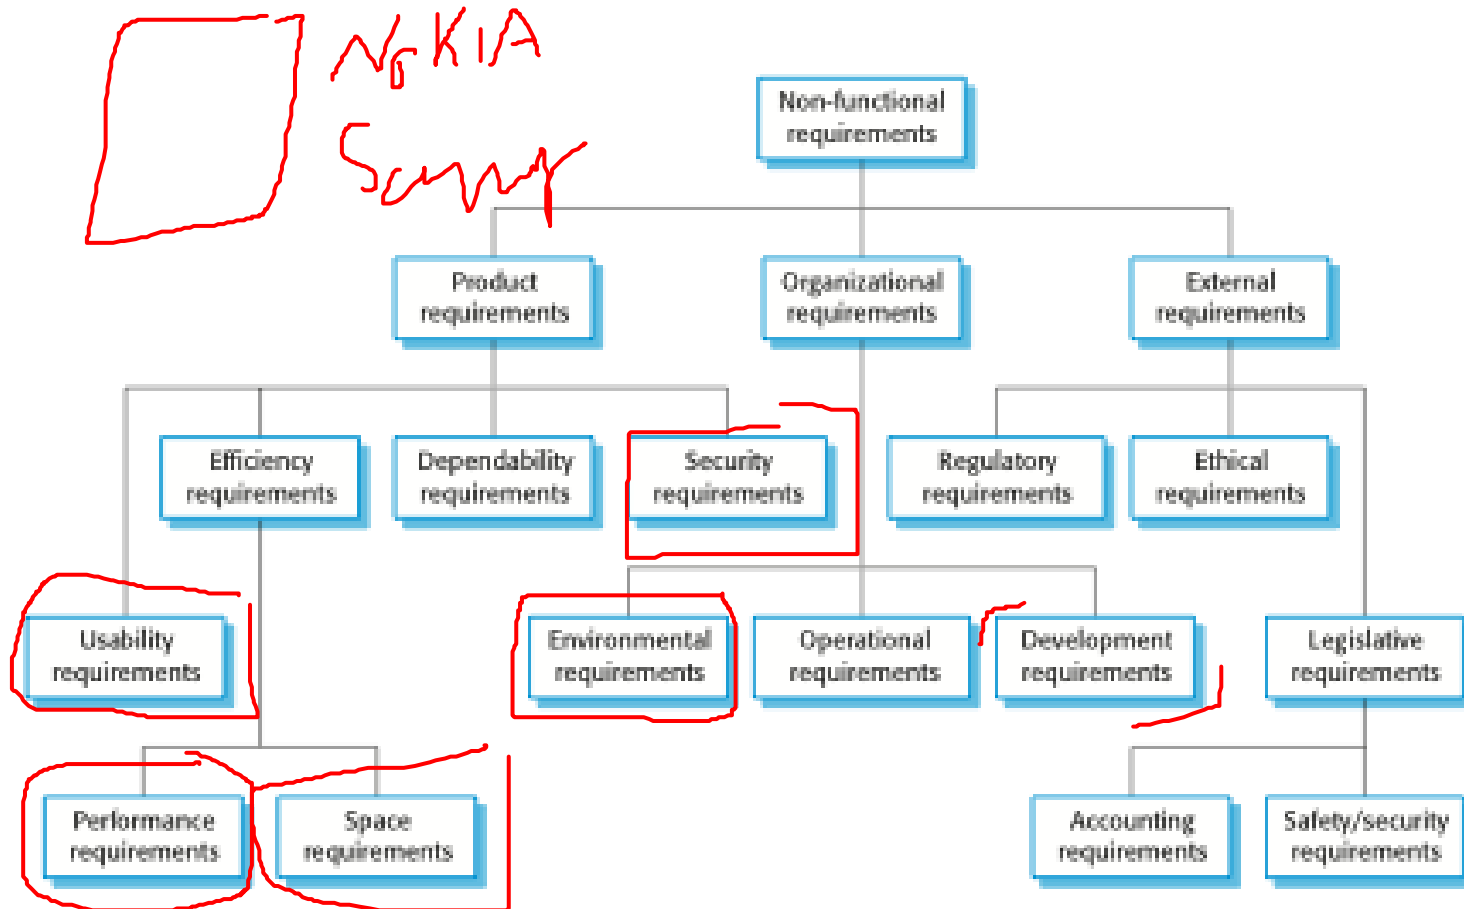 NOKIA
Non-functional
requirements
Product
requirements
Organizational
requirements
External
requirements
Efficiency
requirements
Dependability
requirements
Security
requirements
Regulatory
requirements
Ethical
requirements
Usability
requirements
Environmental
requirements
Operational
requirements
Development
requirements
Legislative
requirements
Performance
requirements
Space
requirements
Accounting
requirements
Safety/security
requirements